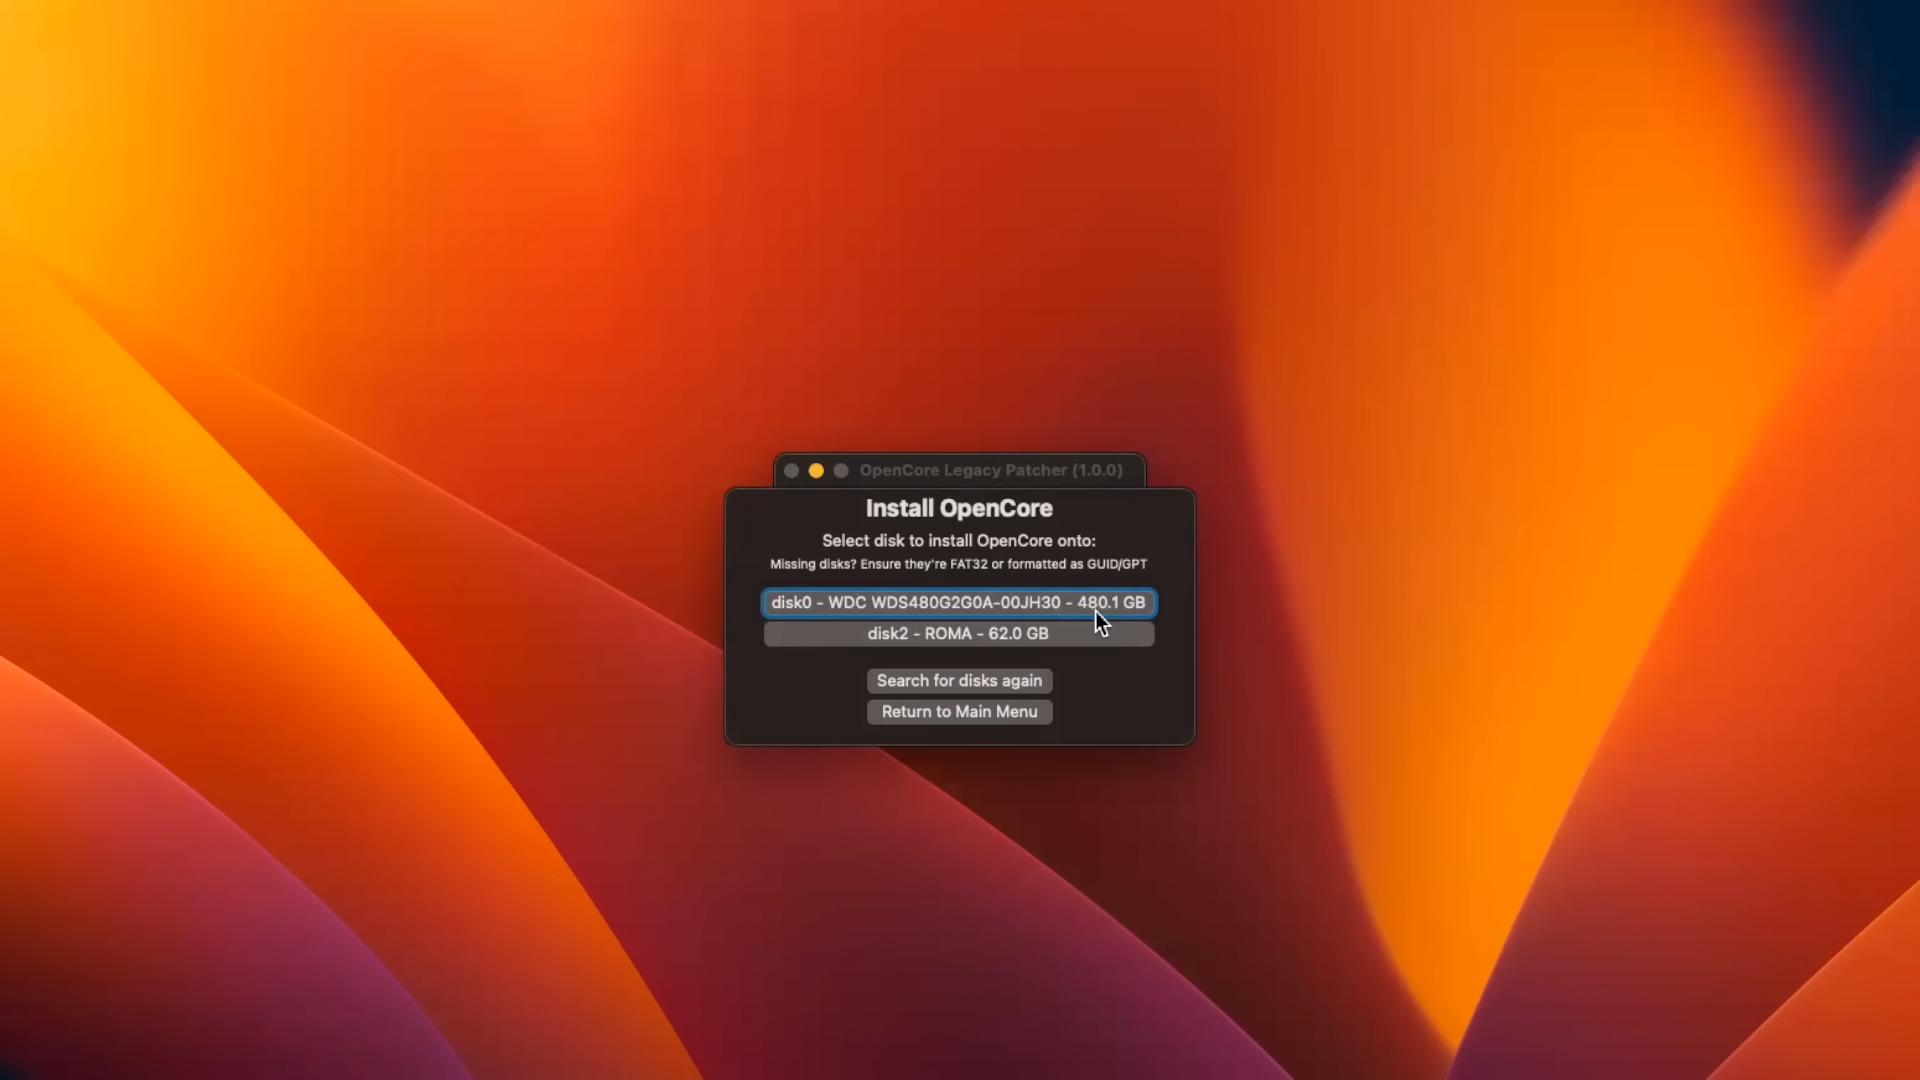 OpenCore Legacy Patcher (1.0.0)
Install OpenCore
Select disk to install OpenCore onto:
Missing disks? Ensure they're FAT32 or formatted as GUID/GPT
disk0 - WDC WDS480G2G0A-00JH30 - 480.1 GB
disk2 - ROMA - 62.0 GB
Search for disks again
Return to Main Menu